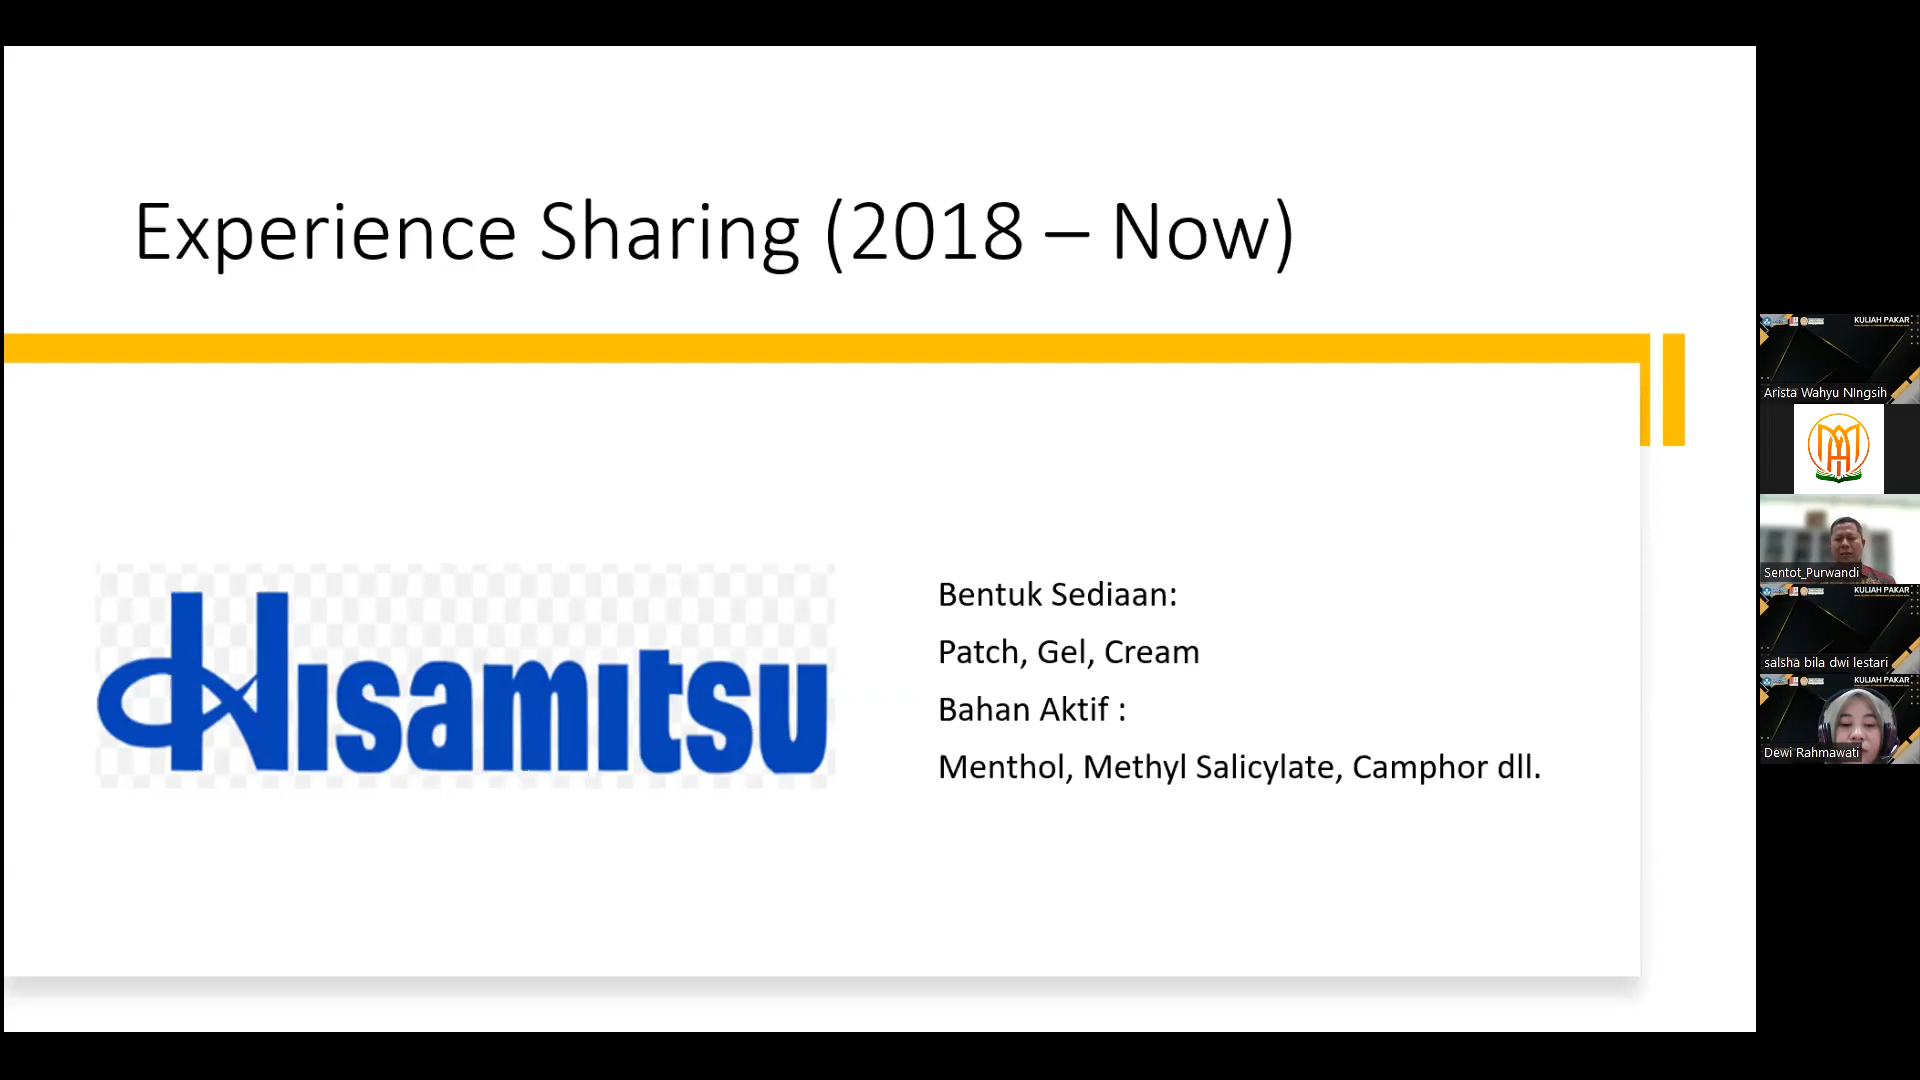 Experience Sharing (2018 – Now)
Hisamitsu
Bentuk Sediaan:
Patch, Gel, Cream
Bahan Aktif :
Menthol, Methyl Salicylate, Camphor dll.
KULIAH PAKAR
Arista Wahyu NIngsih
Sentot_Purwandi
KULIAH PAKAR
salsha bila dwi lestari
KULIAH PAKAR
Dewi Rahmawati